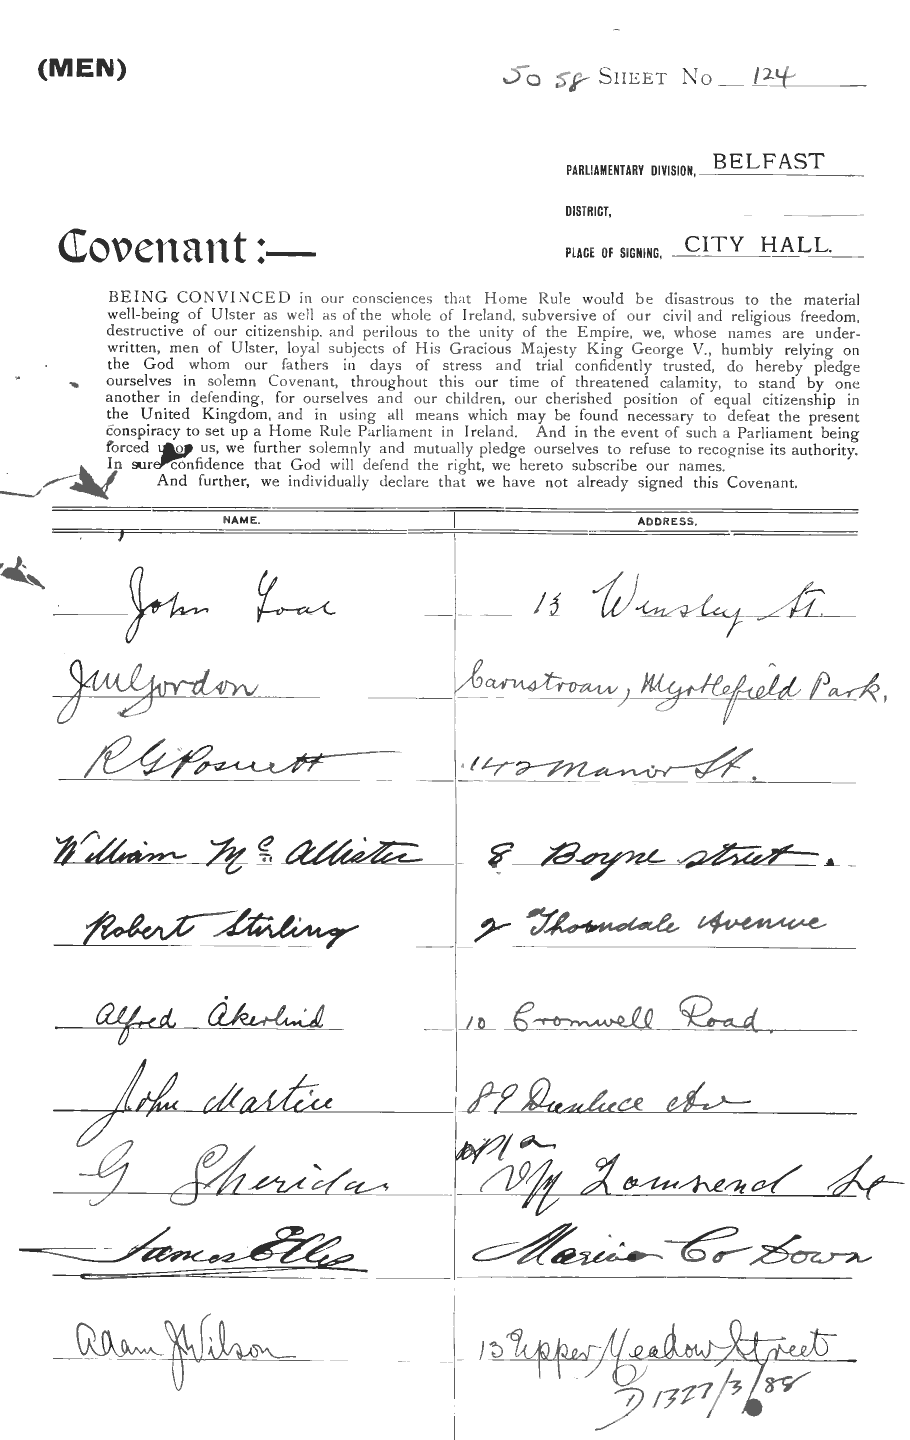 (MEN)
5058 SHEET No 124
PARLIAMENTARY DIVISION, BELFAST
DISTRICT,
PLACE OF SIGNING, CITY HALL.
Covenant:—
BEING CONVINCED in our consciences that Home Rule would be disastrous to the material
well-being of Ulster as well as of the whole of Ireland, subversive of our civil and religious freedom,
destructive of our citizenship, and perilous to the unity of the Empire, we, whose names are under-
written, men of Ulster, loyal subjects of His Gracious Majesty King George V., humbly relying on
the God whom our fathers in days of stress and trial confidently trusted, do hereby pledge
ourselves in solemn Covenant, throughout this our time of threatened calamity, to stand by one
another in defending, for ourselves and our children, our cherished position of equal citizenship in
the United Kingdom, and in using all means which may be found necessary to defeat the present
conspiracy to set up a Home Rule Parliament in Ireland. And in the event of such a Parliament being
forced upon us, we further solemnly and mutually pledge ourselves to refuse to recognise its authority.
In sure confidence that God will defend the right, we hereto subscribe our names.
And further, we individually declare that we have not already signed this Covenant.
NAME. ADDRESS.
John 13 Wensley St.
JM Gordon Carnstroan, Myrtlefield Park,
R G Posnett 142 Manor St.
William McAllister 8 Boyne street.
Robert Stirling 2 Thorndale Avenue
Alfred Åkerlind 10 Cromwell Road.
John Martin 89 Dunluce Av
G Sheridan Townsend St
James Ellis Marino Co Down
Adam J Wilson 13 Upper Meadow Street
D1327/3/88